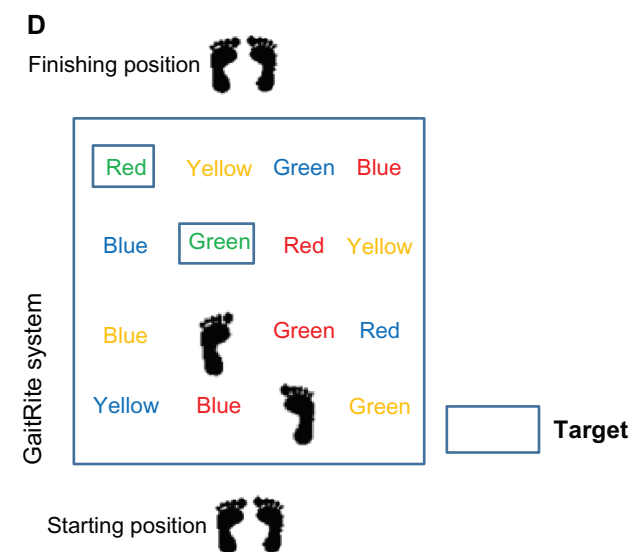 D
Finishing position
Red Yellow Green Blue
Blue Green Red Yellow
Blue Green Red
Yellow Blue Green
GaitRite system
Target
Starting position